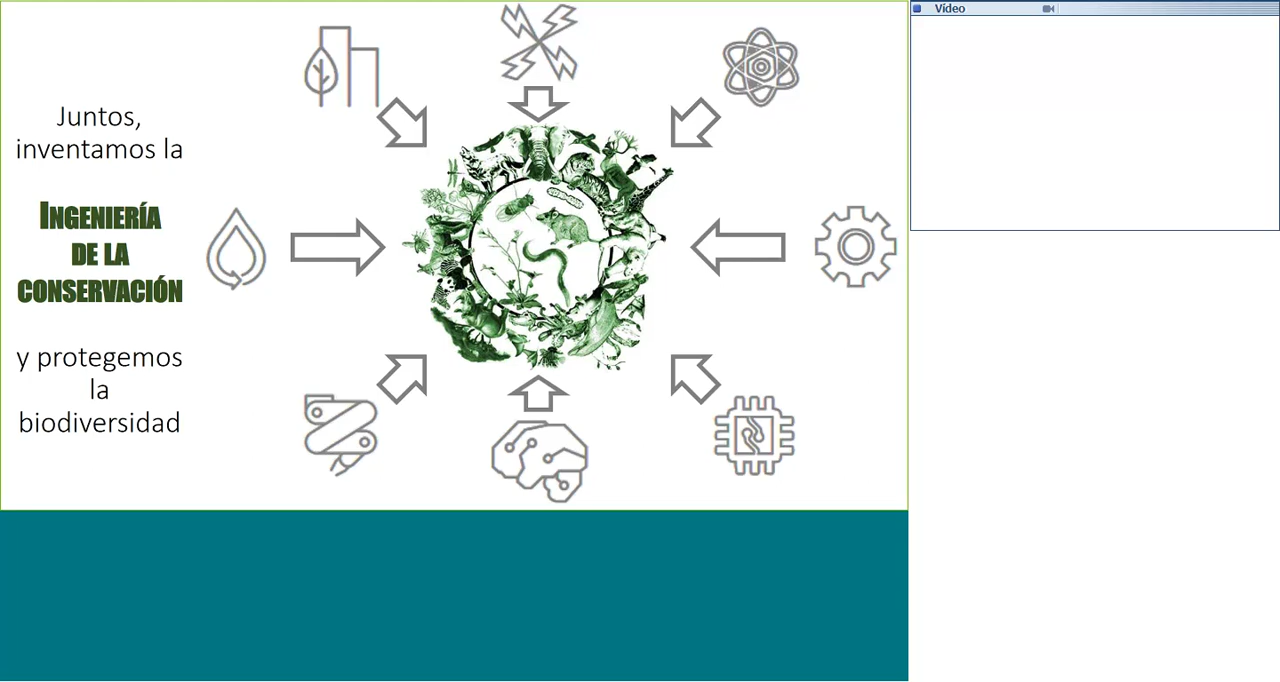 Juntos,
inventamos la
INGENIERÍA
DE LA
CONSERVACIÓN
y protegemos
la
biodiversidad
Vídeo